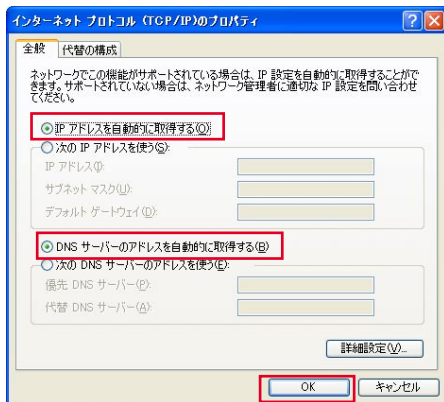 インターネット プロトコル (TCP/IP)のプロパティ
全般
代替の構成
ネットワークでこの機能がサポートされている場合は、IP 設定を自動的に取得することがで
きます。サポートされていない場合は、ネットワーク管理者に適切な IP 設定を問い合わせ
てください。
IP アドレスを自動的に取得する(O)
次の IP アドレスを使う(S):
IP アドレス(I):
サブネット マスク(U):
デフォルト ゲートウェイ(D):
DNS サーバーのアドレスを自動的に取得する(B)
次の DNS サーバーのアドレスを使う(E):
優先 DNS サーバー(P):
代替 DNS サーバー(A):
詳細設定(V)...
OK
キャンセル